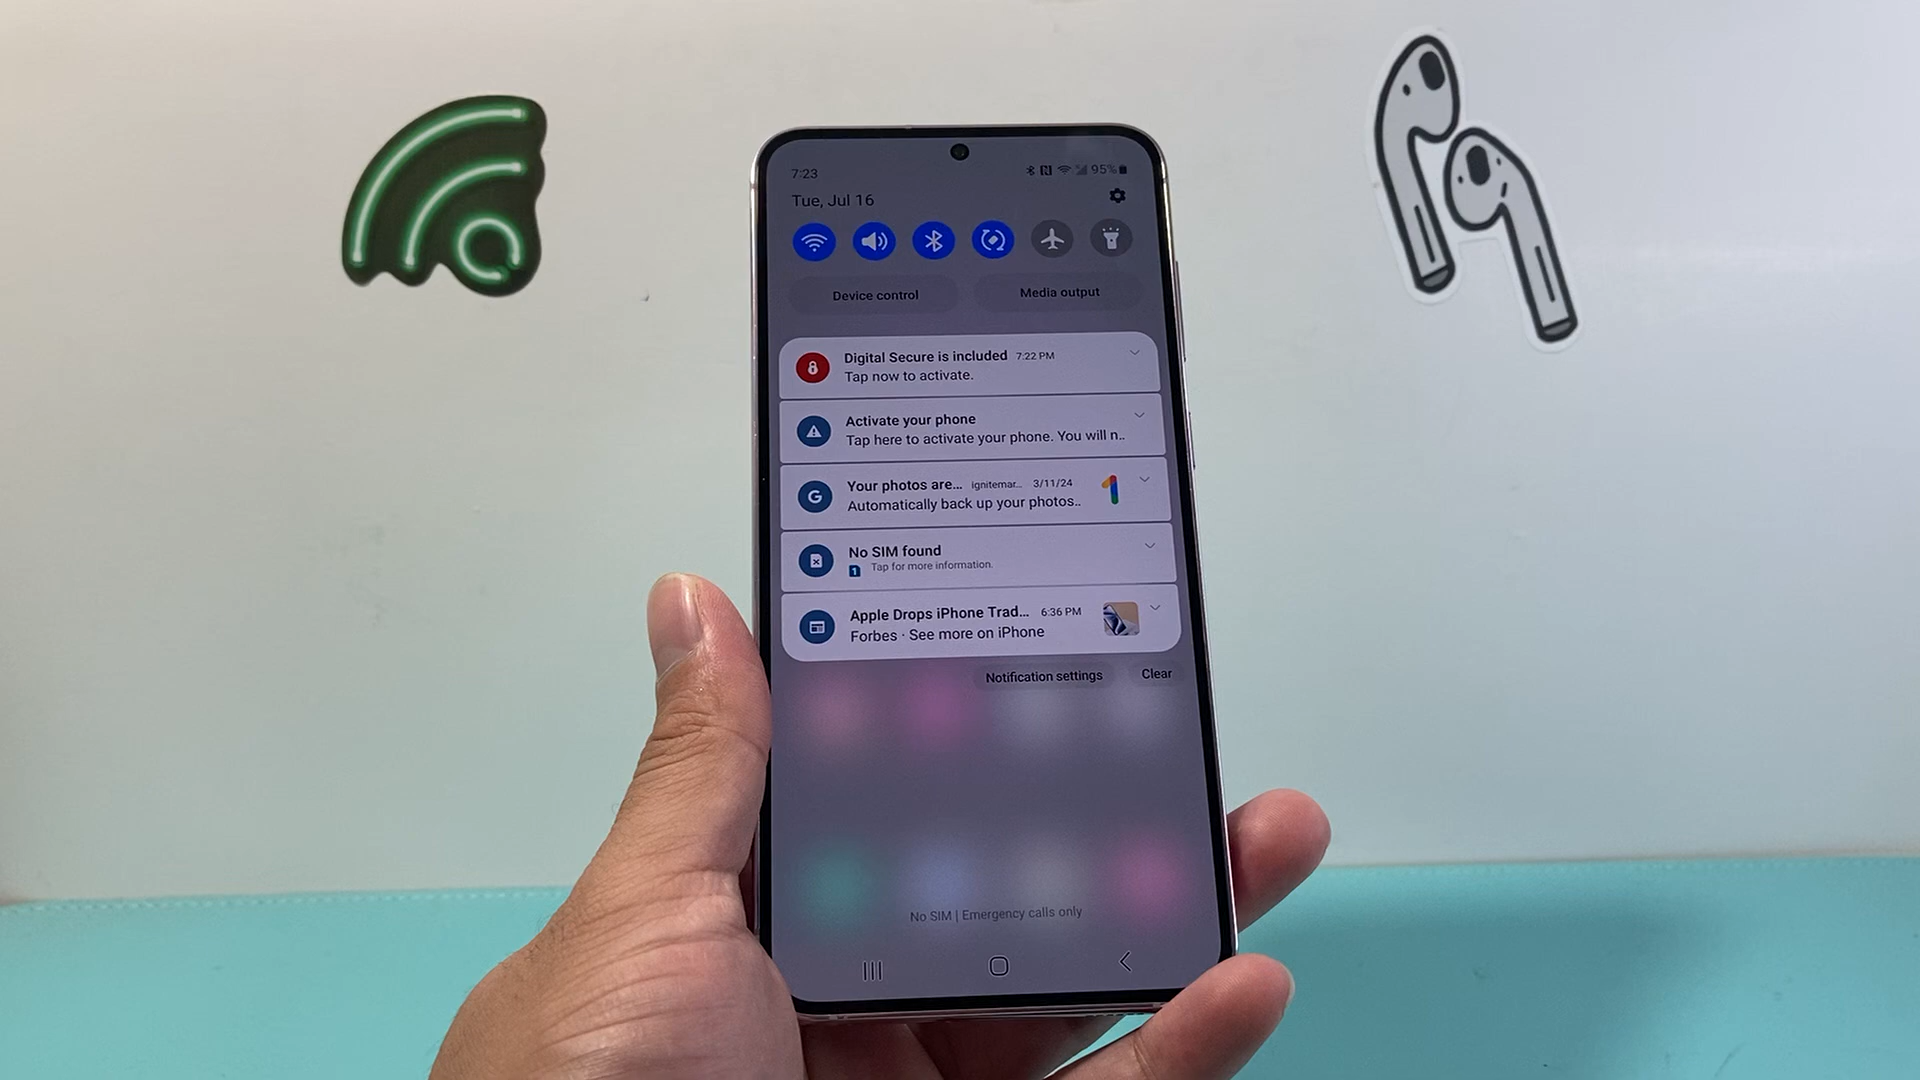 7:23
95%
Tue, Jul 16
Device control
Media output
Digital Secure is included 7:22 PM
Tap now to activate.
Activate your phone
Tap here to activate your phone. You will n..
Your photos are... ignitemar... 3/11/24
Automatically back up your photos..
No SIM found
1 Tap for more information.
Apple Drops iPhone Trad... 6:36 PM
Forbes · See more on iPhone
Notification settings
Clear
No SIM | Emergency calls only